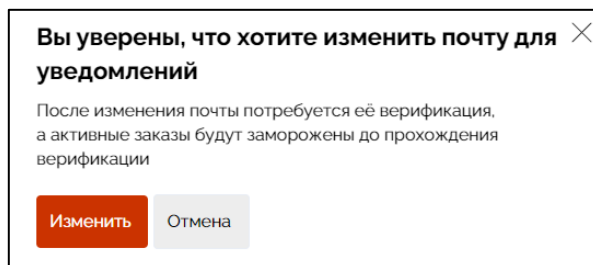 Вы уверены, что хотите изменить почту для
уведомлений
После изменения почты потребуется её верификация,
а активные заказы будут заморожены до прохождения
верификации
Изменить Отмена